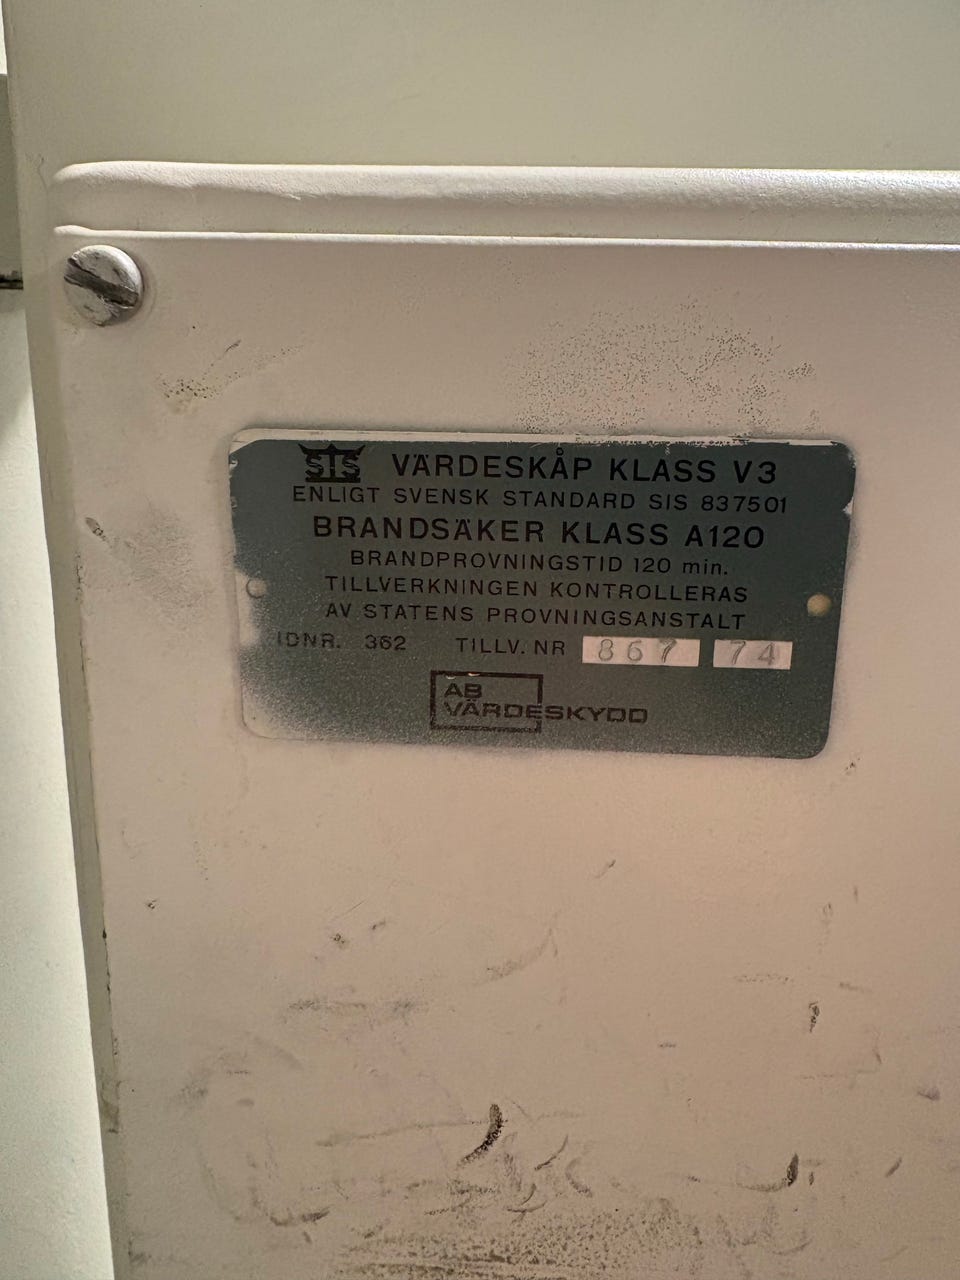 SIS VÄRDESKÅP KLASS V3
ENLIGT SVENSK STANDARD SIS 837501
BRANDSÄKER KLASS A120
BRANDPROVNINGSTID 120 min.
TILLVERKNINGEN KONTROLLERAS
AV STATENS PROVNINGSANSTALT
IDNR. 362 TILLV. NR 867 74
AB
VÄRDESKYDD